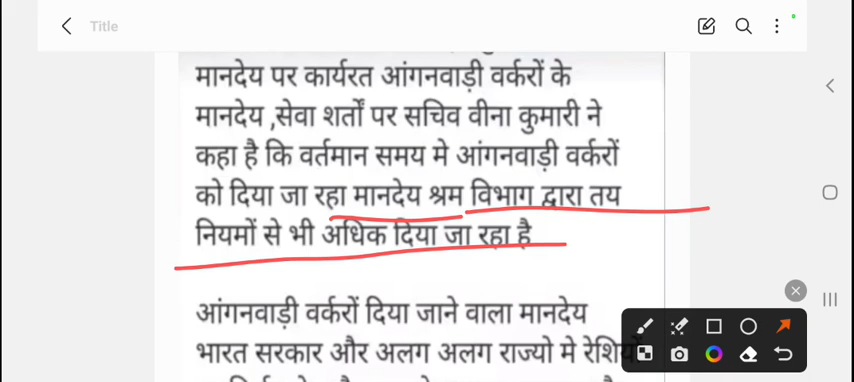 Title
मानदेय पर कार्यरत आंगनवाड़ी वर्करों के
मानदेय ,सेवा शर्तों पर सचिव वीना कुमारी ने
कहा है कि वर्तमान समय मे आंगनवाड़ी वर्करों
को दिया जा रहा मानदेय श्रम विभाग द्वारा तय
नियमों से भी अधिक दिया जा रहा है
आंगनवाड़ी वर्करों दिया जाने वाला मानदेय
भारत सरकार और अलग अलग राज्यो मे